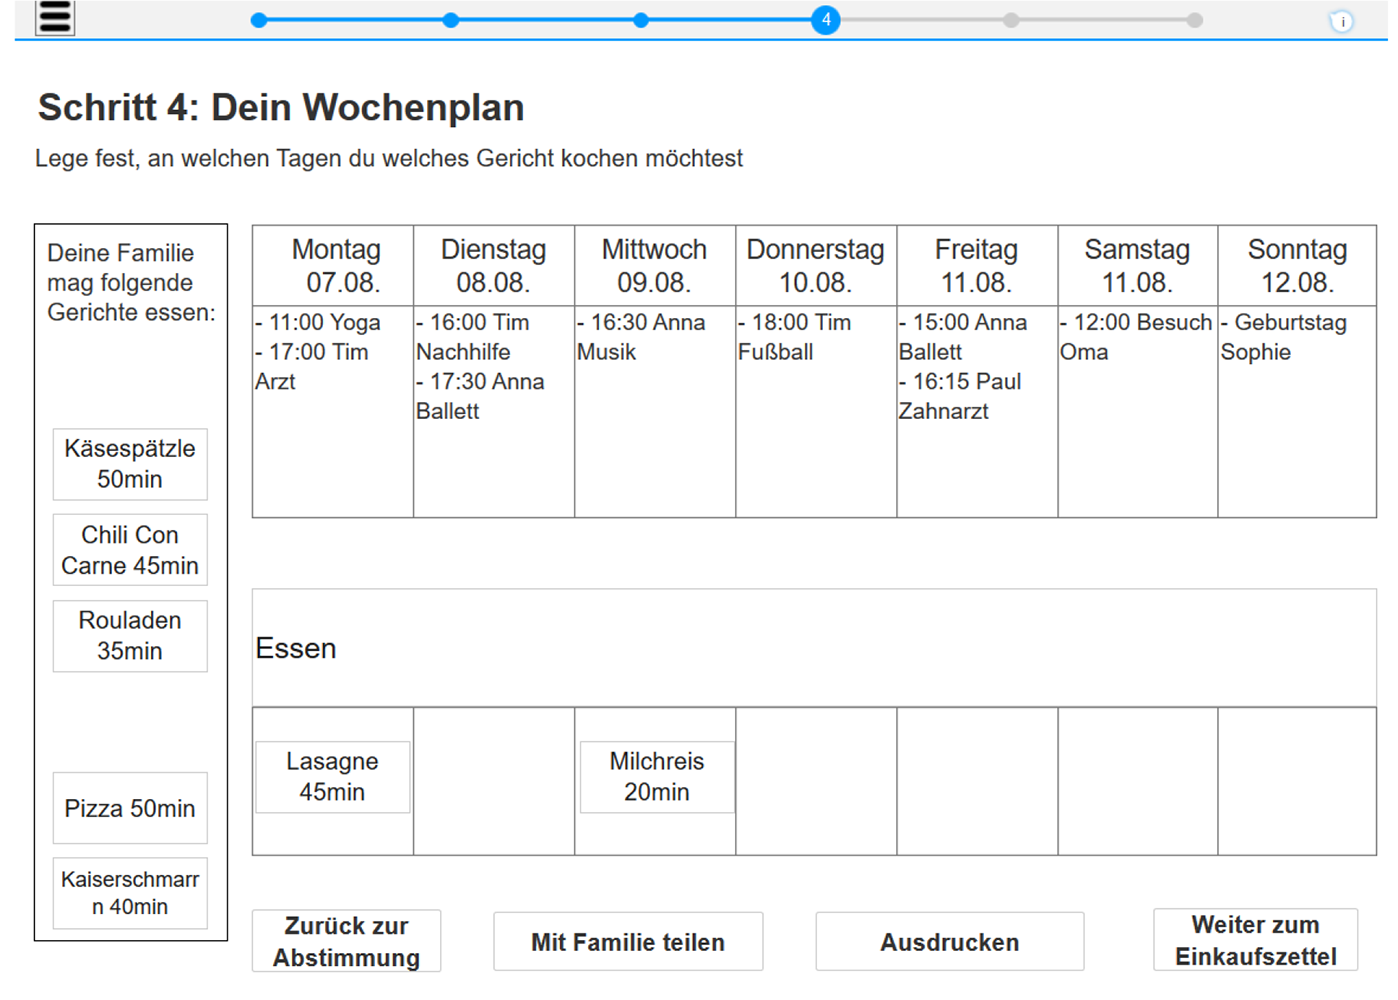 4
i
Schritt 4: Dein Wochenplan
Lege fest, an welchen Tagen du welches Gericht kochen möchtest
Deine Familie
mag folgende
Gerichte essen:
Käsespätzle
50min
Chili Con
Carne 45min
Rouladen
35min
Pizza 50min
Kaiserschmarr
n 40min
Montag
07.08.
Dienstag
08.08.
Mittwoch
09.08.
Donnerstag
10.08.
Freitag
11.08.
Samstag
11.08.
Sonntag
12.08.
- 11:00 Yoga
- 17:00 Tim
Arzt
- 16:00 Tim
Nachhilfe
- 17:30 Anna
Ballett
- 16:30 Anna
Musik
- 18:00 Tim
Fußball
- 15:00 Anna
Ballett
- 16:15 Paul
Zahnarzt
- 12:00 Besuch
Oma
- Geburtstag
Sophie
Essen
Lasagne
45min
Milchreis
20min
Zurück zur
Abstimmung
Mit Familie teilen
Ausdrucken
Weiter zum
Einkaufszettel